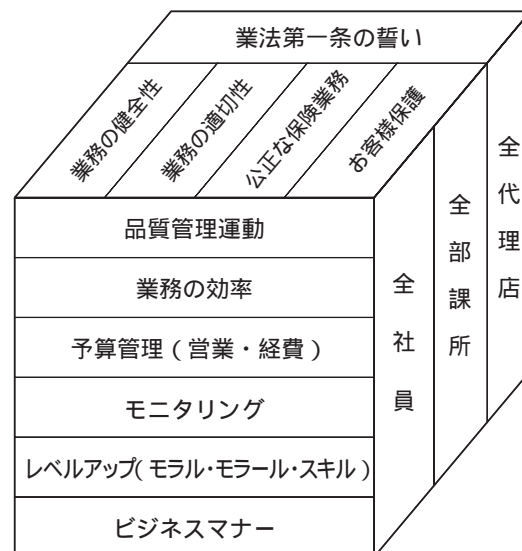 業法第一条の誓い
業務の健全性
業務の適切性
公正な保険業務
お客様保護
品質管理運動
業務の効率
予算管理(営業・経費)
モニタリング
レベルアップ(モラル・モラール・スキル)
ビジネスマナー
全社員
全部課所
全代理店